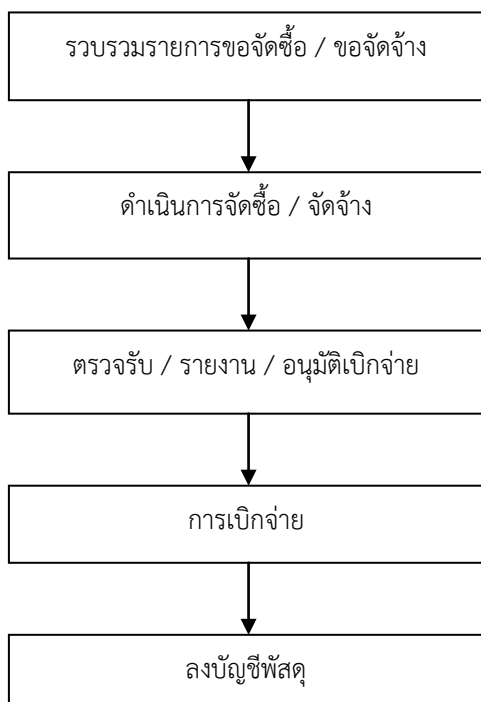 รวบรวมรายการขอจัดซื้อ / ขอจัดจ้าง
ดำเนินการจัดซื้อ / จัดจ้าง
ตรวจรับ / รายงาน / อนุมัติเบิกจ่าย
การเบิกจ่าย
ลงบัญชีพัสดุ